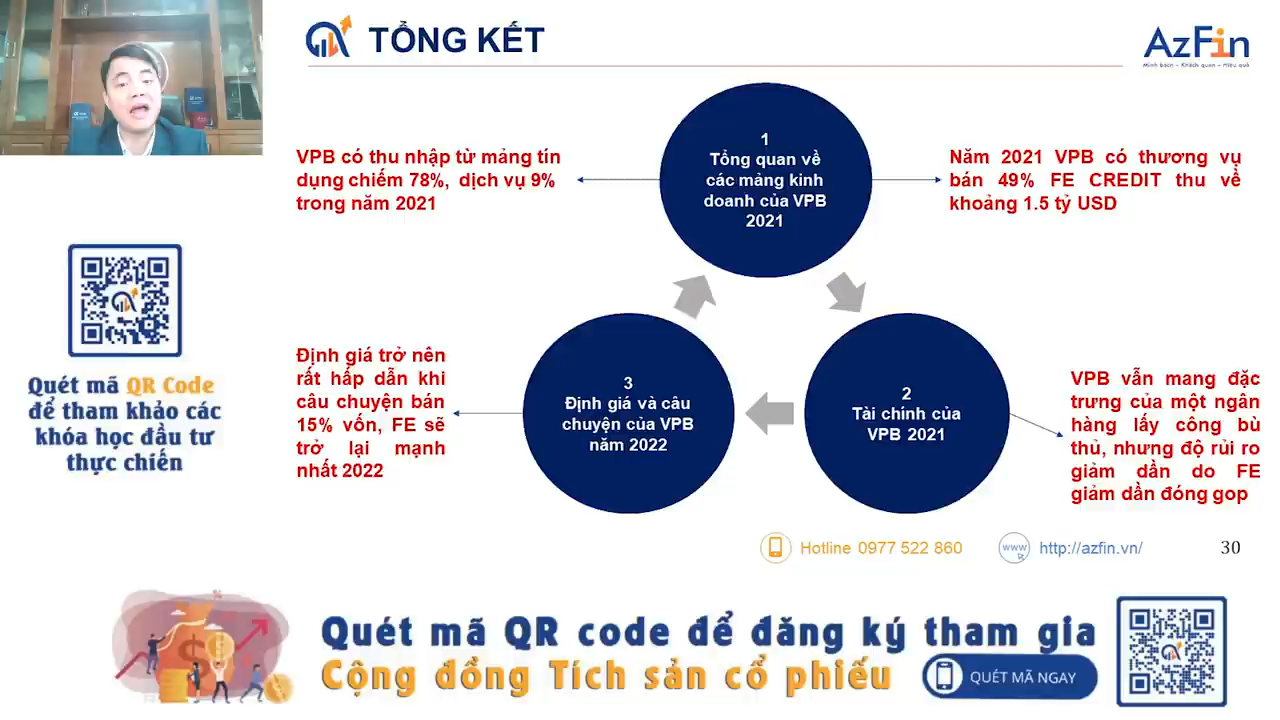 TỔNG KẾT
AzFin
Minh bạch - Khách quan - Hiệu quả
1
Tổng quan về
các mảng kinh
doanh của VPB
2021
VPB có thu nhập từ mảng tín
dụng chiếm 78%, dịch vụ 9%
trong năm 2021
Năm 2021 VPB có thương vụ
bán 49% FE CREDIT thu về
khoảng 1.5 tỷ USD
Quét mã QR Code
để tham khảo các
khóa học đầu tư
thực chiến
Định giá trở nên
rất hấp dẫn khi
câu chuyện bán
15% vốn, FE sẽ
trở lại mạnh
nhất 2022
3
Định giá và câu
chuyện của VPB
năm 2022
2
Tài chính của
VPB 2021
VPB vẫn mang đặc
trưng của một ngân
hàng lấy công bù
thủ, nhưng độ rủi ro
giảm dần do FE
giảm dần đóng gop
Hotline 0977 522 860
www
http://azfin.vn/
30
Quét mã QR code để đăng ký tham gia
Cộng đồng Tích sản cổ phiếu
QUÉT MÃ NGAY